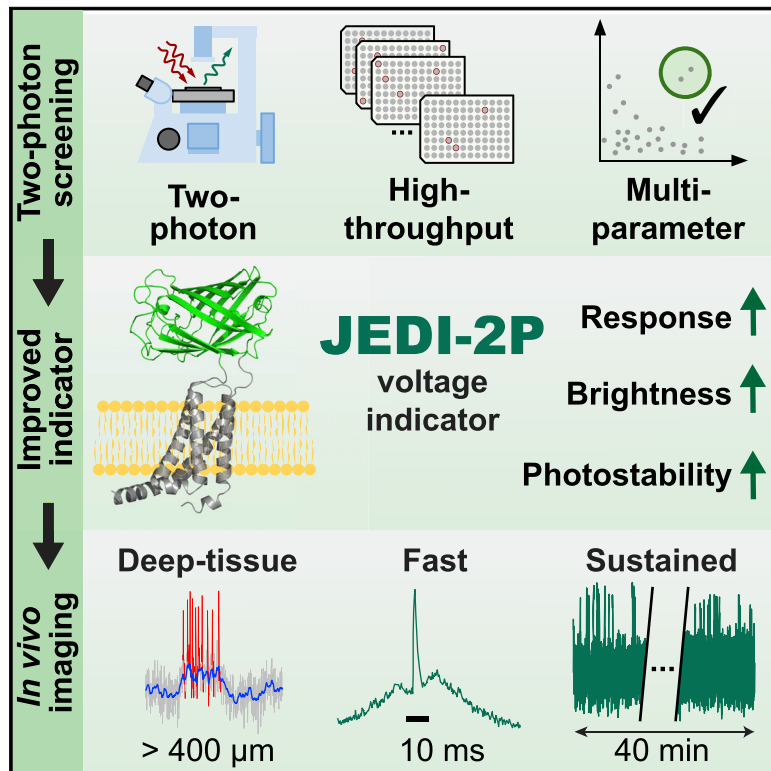 Two-photon
screening
Two-
photon
High-
throughput
...
Multi-
parameter
Improved
indicator
JEDI-2P
voltage
indicator
Response
Brightness
Photostability
In vivo
imaging
Deep-tissue
> 400 µm
Fast
10 ms
Sustained
...
40 min